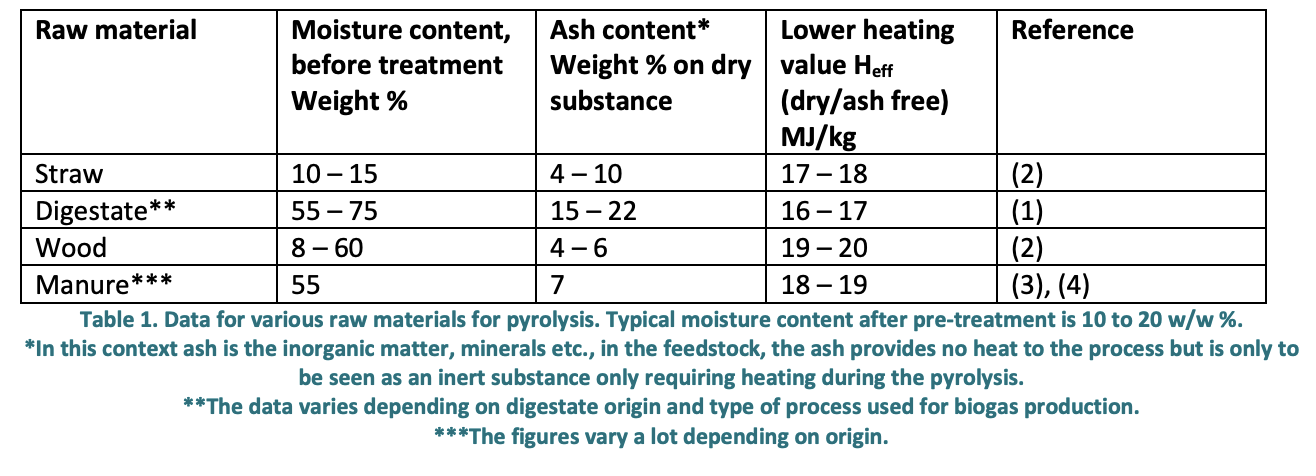 Raw material Moisture content, before treatment Weight % Ash content* Weight % on dry substance Lower heating value Heff (dry/ash free) MJ/kg Reference
Straw 10 – 15 4 – 10 17 – 18 (2)
Digestate** 55 – 75 15 – 22 16 – 17 (1)
Wood 8 – 60 4 – 6 19 – 20 (2)
Manure*** 55 7 18 – 19 (3), (4)
Table 1. Data for various raw materials for pyrolysis. Typical moisture content after pre-treatment is 10 to 20 w/w %.
*In this context ash is the inorganic matter, minerals etc., in the feedstock, the ash provides no heat to the process but is only to
be seen as an inert substance only requiring heating during the pyrolysis.
**The data varies depending on digestate origin and type of process used for biogas production.
***The figures vary a lot depending on origin.